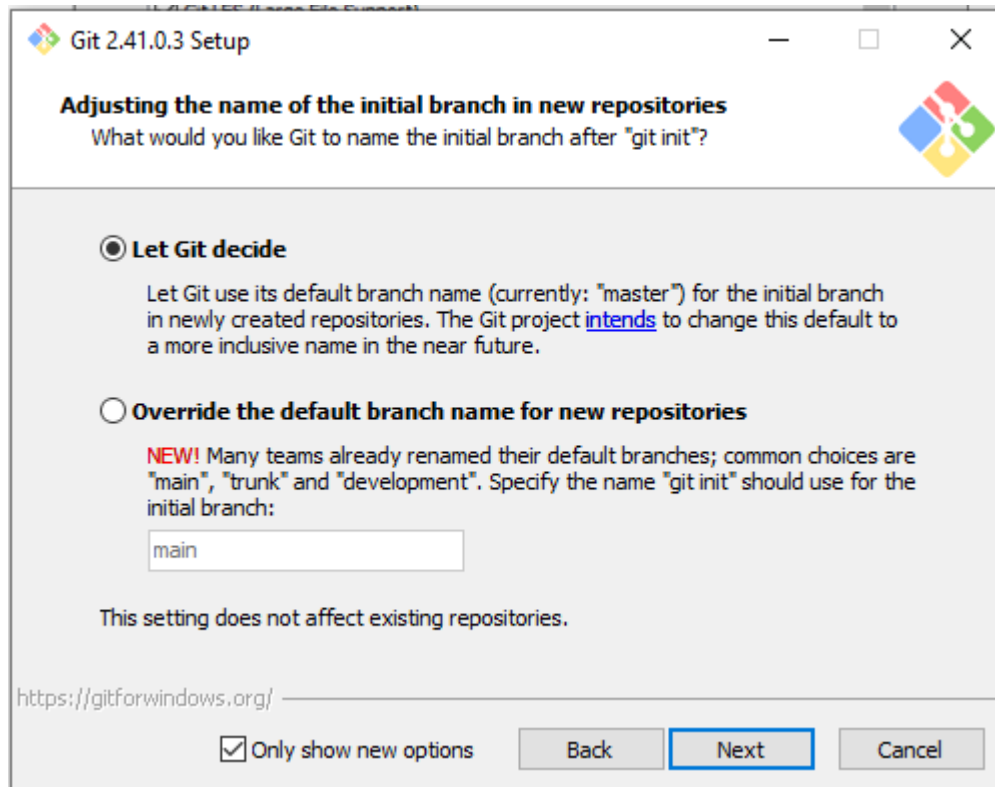 Git LFS (Large File Support)
Git 2.41.0.3 Setup
Adjusting the name of the initial branch in new repositories
What would you like Git to name the initial branch after "git init"?
Let Git decide
Let Git use its default branch name (currently: "master") for the initial branch
in newly created repositories. The Git project intends to change this default to
a more inclusive name in the near future.
Override the default branch name for new repositories
NEW! Many teams already renamed their default branches; common choices are
"main", "trunk" and "development". Specify the name "git init" should use for the
initial branch:
main
This setting does not affect existing repositories.
https://gitforwindows.org/
Only show new options
Back
Next
Cancel